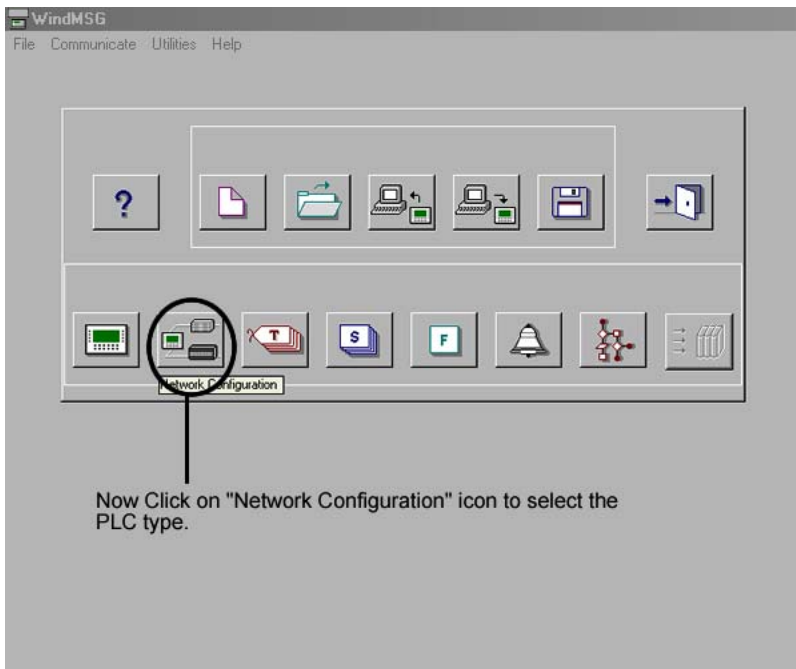 WindMSG
File Communicate Utilities Help
?
T S F
Network Configuration
Now Click on "Network Configuration" icon to select the
PLC type.